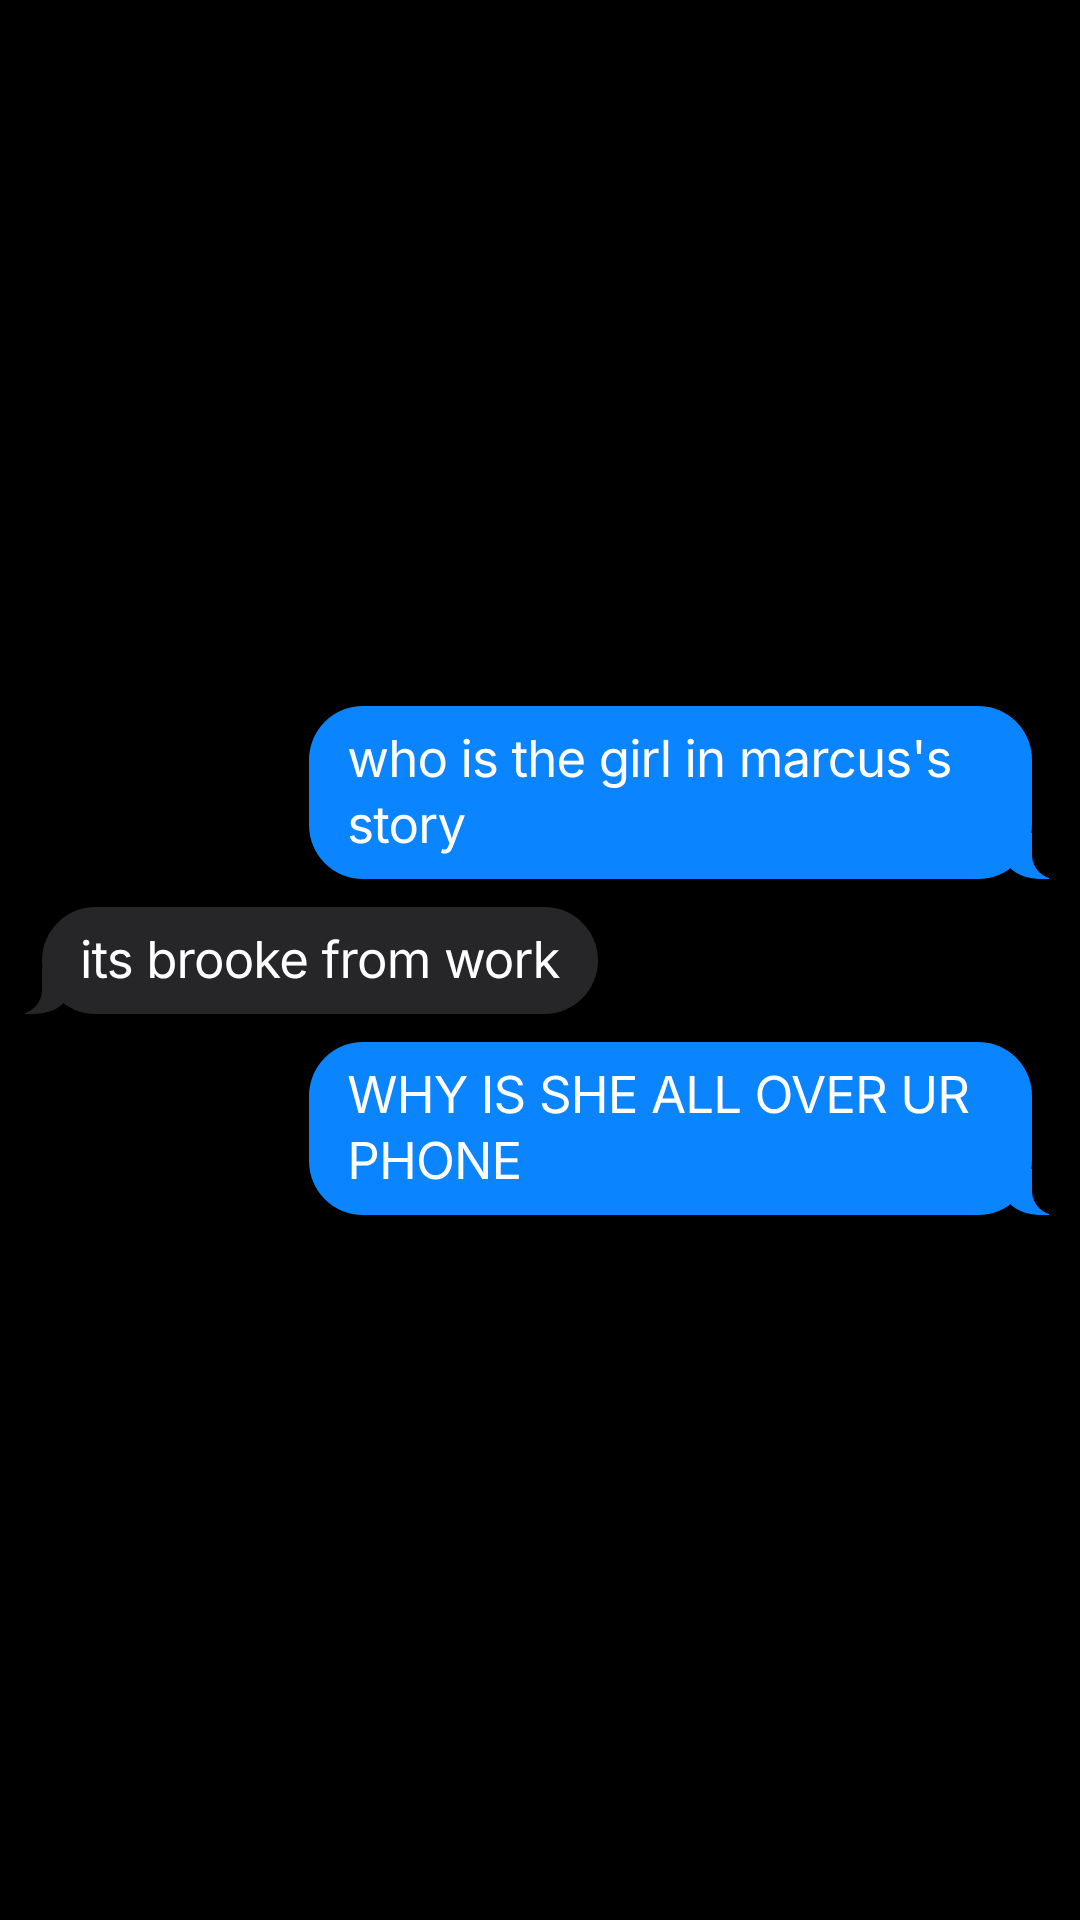 who is the girl in marcus's
story
its brooke from work
WHY IS SHE ALL OVER UR
PHONE